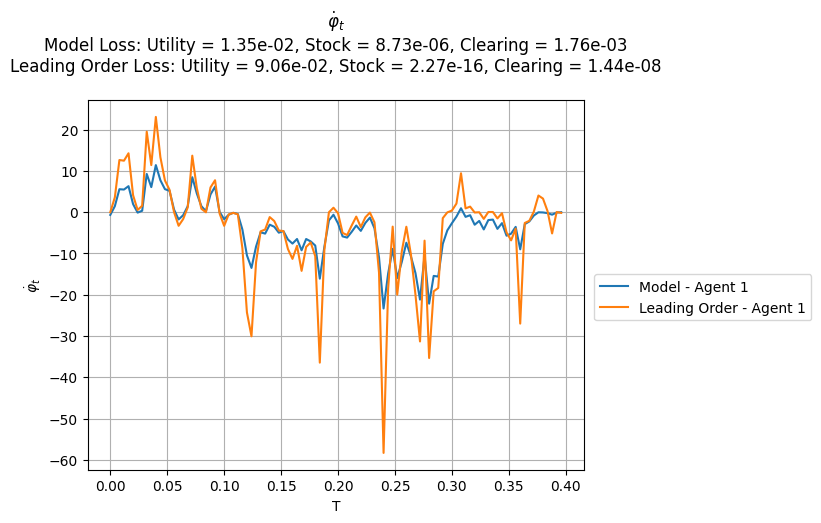 φ̇ₜ
Model Loss: Utility = 1.35e-02, Stock = 8.73e-06, Clearing = 1.76e-03
Leading Order Loss: Utility = 9.06e-02, Stock = 2.27e-16, Clearing = 1.44e-08
20
10
0
−10
−20
−30
−40
−50
−60
φ̇ₜ
0.00 0.05 0.10 0.15 0.20 0.25 0.30 0.35 0.40
T
Model - Agent 1
Leading Order - Agent 1